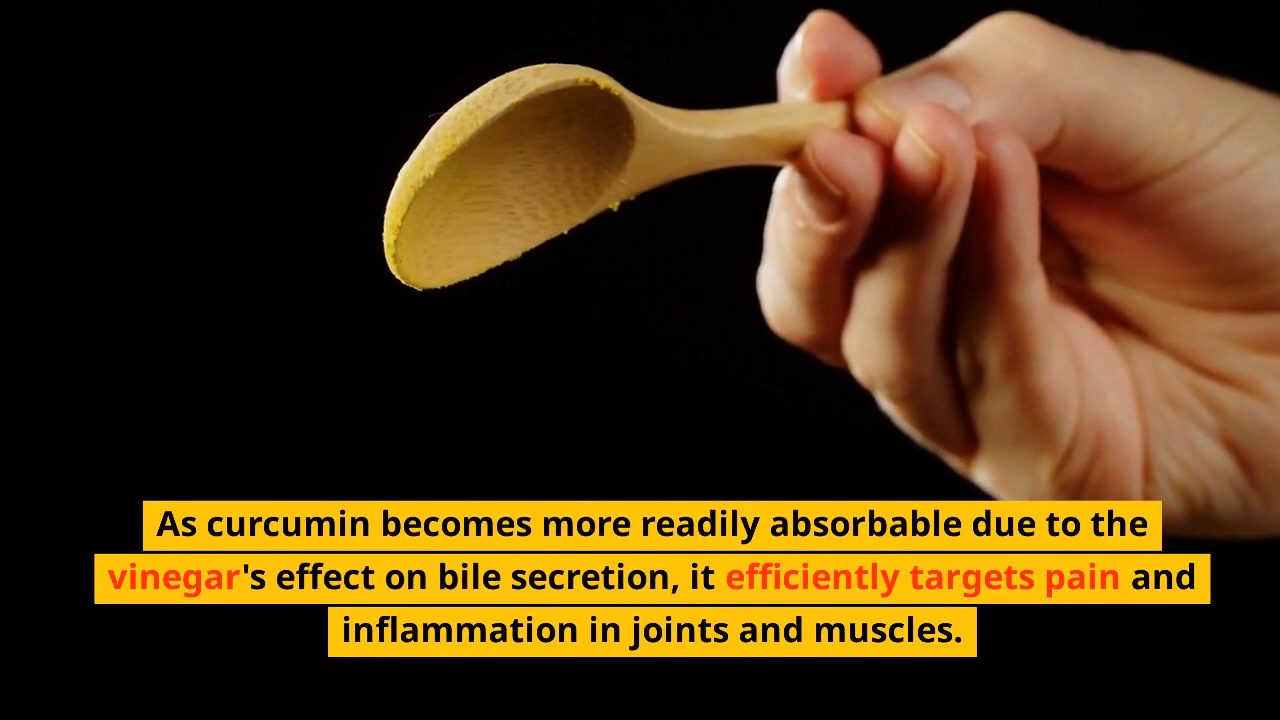 As curcumin becomes more readily absorbable due to the
vinegar's effect on bile secretion, it efficiently targets pain and
inflammation in joints and muscles.